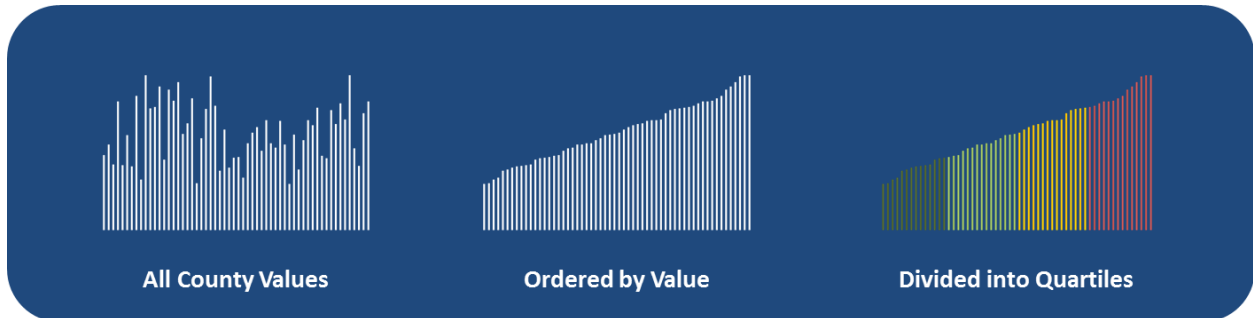 All County Values
Ordered by Value
Divided into Quartiles